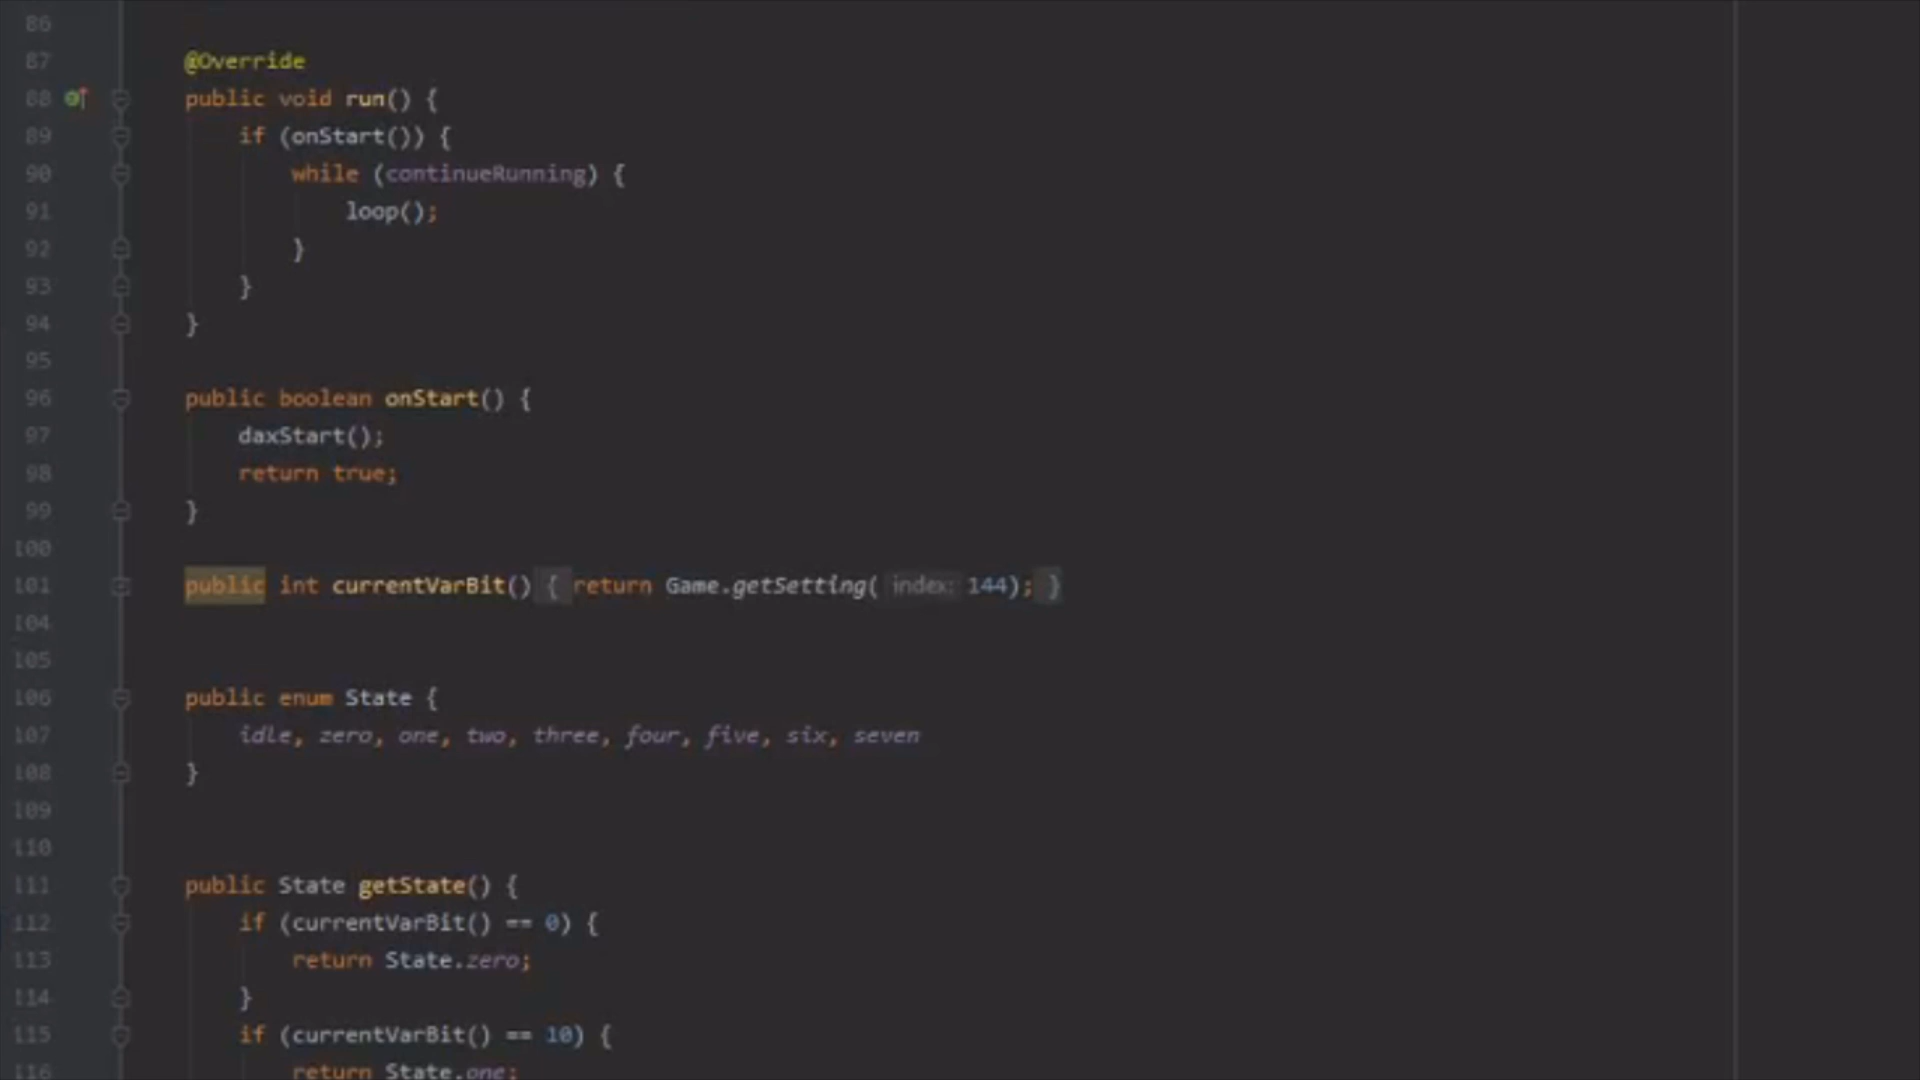 86
87 @Override
88 public void run() {
89 if (onStart()) {
90 while (continueRunning) {
91 loop();
92 }
93 }
94 }
95
96 public boolean onStart() {
97 daxStart();
98 return true;
99 }
100
101 public int currentVarBit() { return Game.getSetting( index: 144); }
104
105
106 public enum State {
107 idle, zero, one, two, three, four, five, six, seven
108 }
109
110
111 public State getState() {
112 if (currentVarBit() == 0) {
113 return State.zero;
114 }
115 if (currentVarBit() == 10) {
116 return State.one;